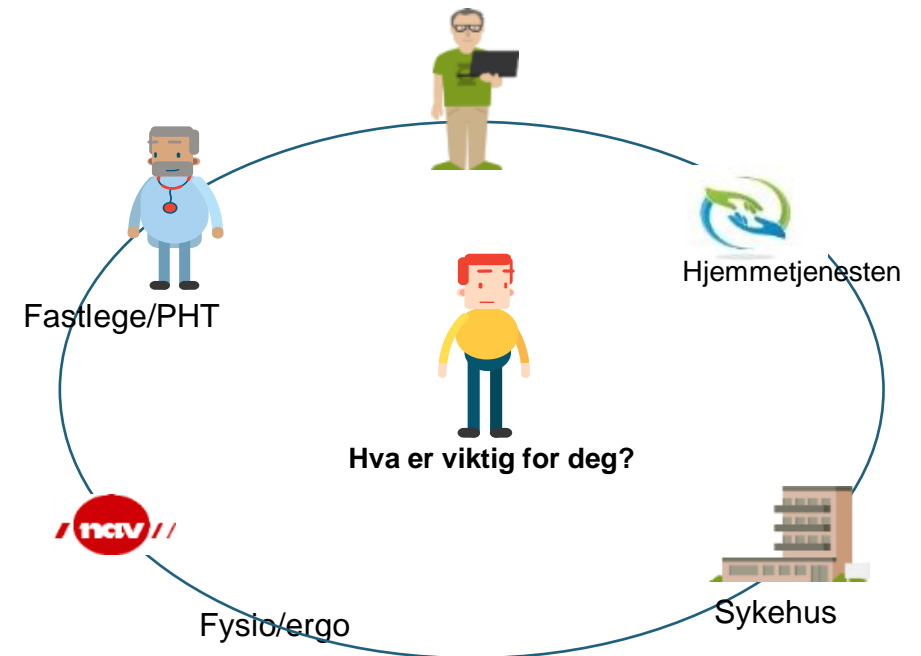 Hjemmetjenesten
Fastlege/PHT
Hva er viktig for deg?
nav
Sykehus
Fysio/ergo